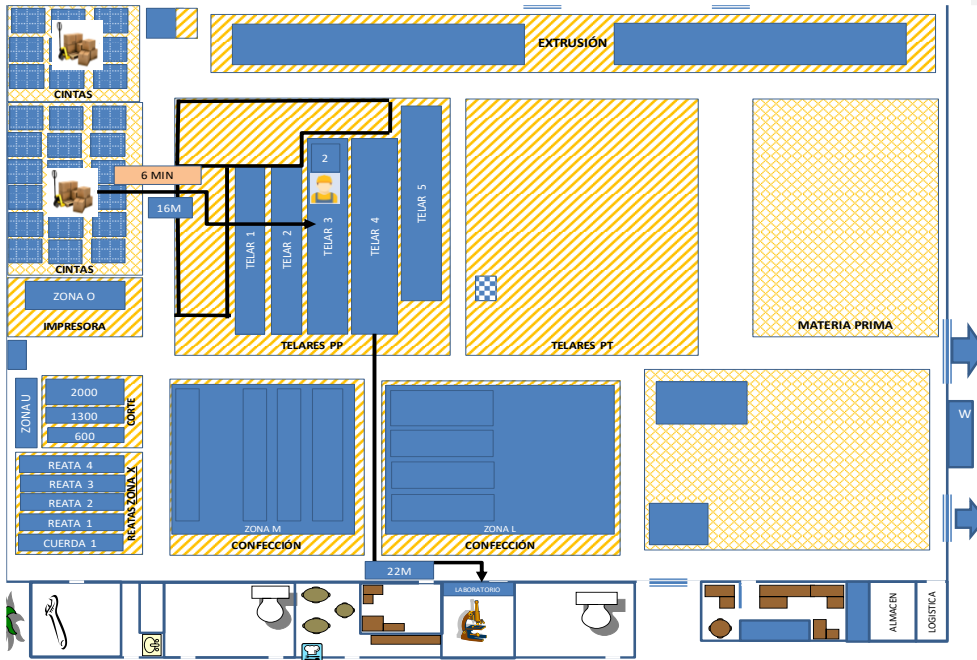 EXTRUSIÓN
CINTAS
6 MIN
16M
2
TELAR 1
TELAR 2
TELAR 3
TELAR 4
TELAR 5
CINTAS
ZONA O
IMPRESORA
TELARES PP
TELARES PT
MATERIA PRIMA
ZONA U
2000
1300
600
CORTE
W
REATA 4
REATA 3
REATA 2
REATA 1
CUERDA 1
REATAS ZONA X
ZONA M
CONFECCIÓN
ZONA L
CONFECCIÓN
22M
LABORATORIO
ALMACEN
LOGISTICA